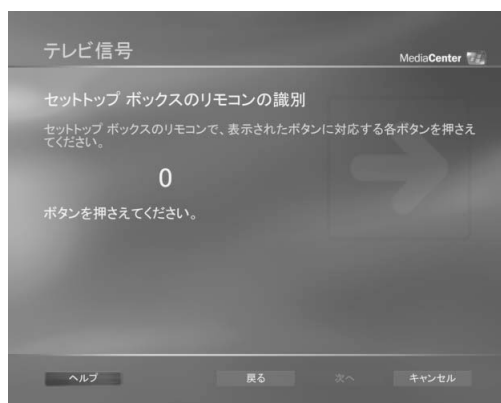 テレビ信号
MediaCenter
セットトップ ボックスのリモコンの識別
セットトップ ボックスのリモコンで、表示されたボタンに対応する各ボタンを押さえ
てください。
0
ボタンを押さえてください。
ヘルプ
戻る
次へ
キャンセル